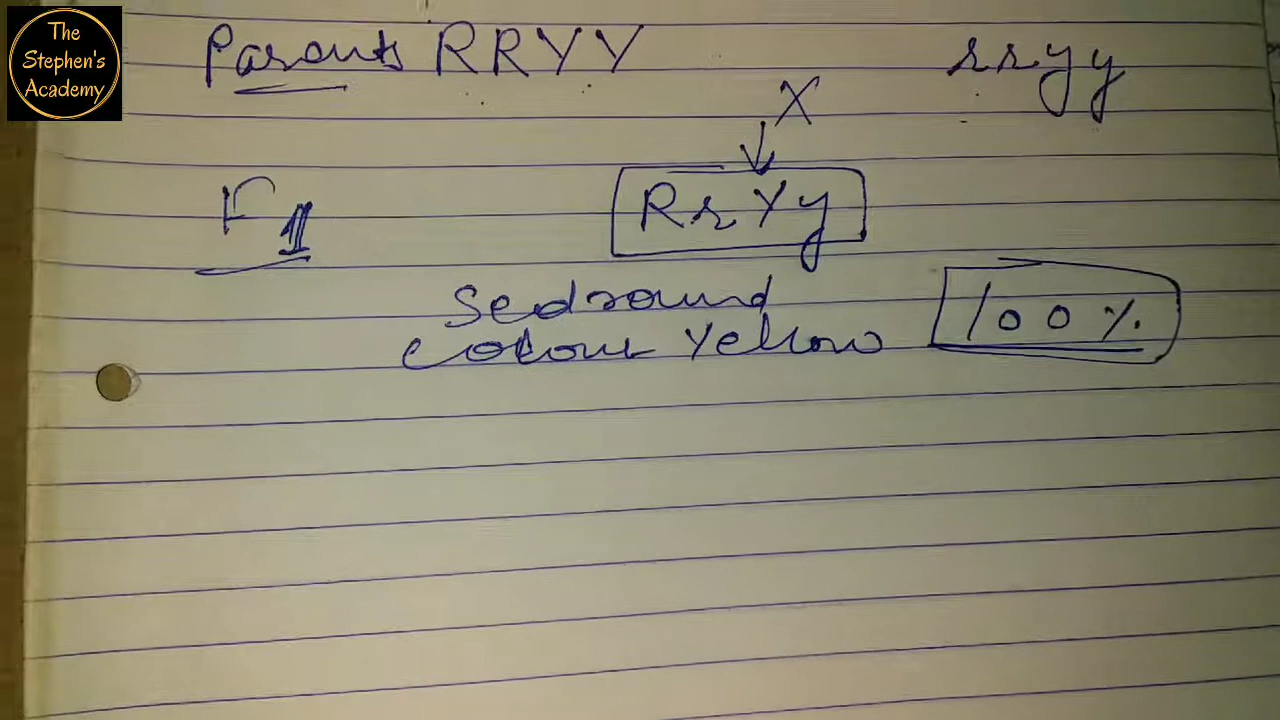 The
Stephen's
Academy
Parents RRYY rryy
X
F1 RrYy
Seed round
colour Yellow 100%